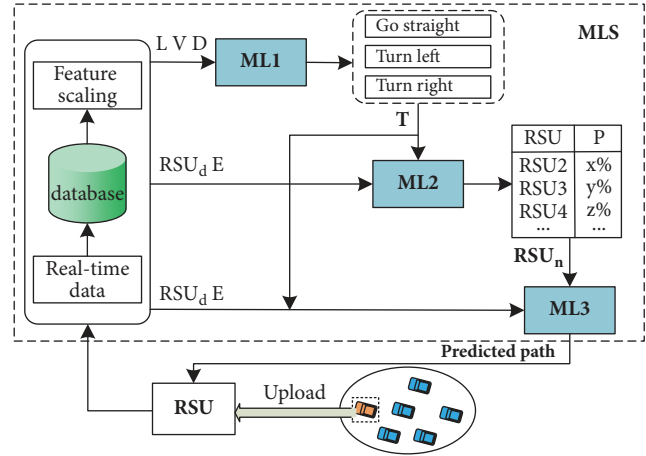 L V D
ML1
Go straight
Turn left
Turn right
MLS
Feature
scaling
T
database
RSU_d E
ML2
RSU P
RSU2 x%
RSU3 y%
RSU4 z%
... ...
Real-time
data
RSU_d E
RSU_n
ML3
Predicted path
RSU
Upload